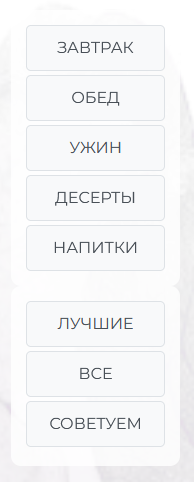 ЗАВТРАК
ОБЕД
УЖИН
ДЕСЕРТЫ
НАПИТКИ
ЛУЧШИЕ
ВСЕ
СОВЕТУЕМ